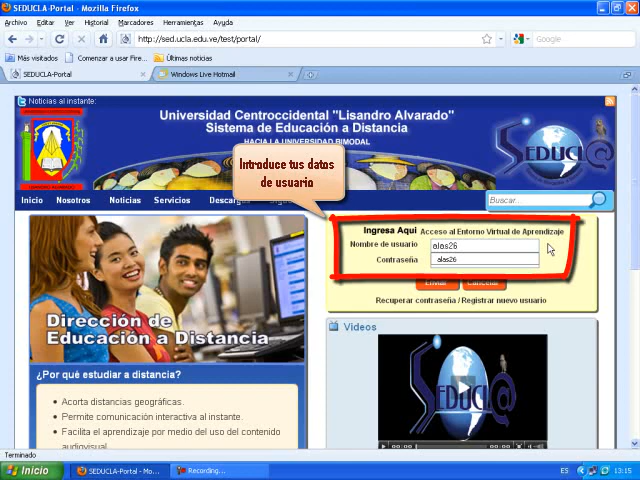 SEDUCLA-Portal - Mozilla Firefox
Archivo Editar Ver Historial Marcadores Herramientas Ayuda
http://sed.ucla.edu.ve/test/portal/
Google
Más visitados Comenzar a usar Fire... Últimas noticias
SEDUCLA-Portal Windows Live Hotmail
Noticias al instante:
Universidad Centroccidental "Lisandro Alvarado"
Sistema de Educación a Distancia
HACIA LA UNIVERSIDAD BIMODAL
SEDUCL@
Introduce tus datos
de usuario
Inicio Nosotros Noticias Servicios Descargas
Buscar...
Ingresa Aqui Acceso al Entorno Virtual de Aprendizaje
Nombre de usuario alas26
Contraseña alas26
Enviar Cancelar
Recuperar contraseña / Registrar nuevo usuario
Dirección de
Educación a Distancia
Videos
SEDUCL@
¿Por qué estudiar a distancia?
Acorta distancias geográficas.
Permite comunicación interactiva al instante.
Facilita el aprendizaje por medio del uso del contenido
audiovisual.
Terminado
Inicio SEDUCLA-Portal - Mo... Recording... ES 13:15